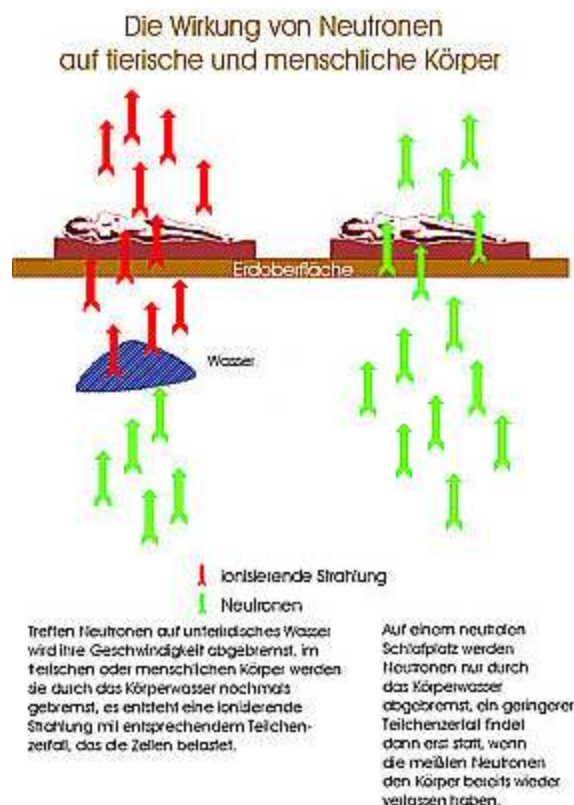 Die Wirkung von Neutronen
auf tierische und menschliche Körper
Erdoberfläche
Wasser
ionisierende Strahlung
Neutronen
Treffen Neutronen auf unterirdisches Wasser
wird ihre Geschwindigkeit abgebremst, im
tierischen oder menschlichen Körper werden
sie durch das Körperwasser nochmals
gebremst, es entsteht eine ionisierende
Strahlung mit entsprechendem Teilchen-
zerfall, das die Zellen belastet.
Auf einem neutralen
Schlafplatz werden
Neutronen nur durch
das Körperwasser
abgebremst, ein geringerer
Teilchenzerfall findet
dann erst statt, wenn
die meißten Neutronen
den Körper bereits wieder
verlassen haben.